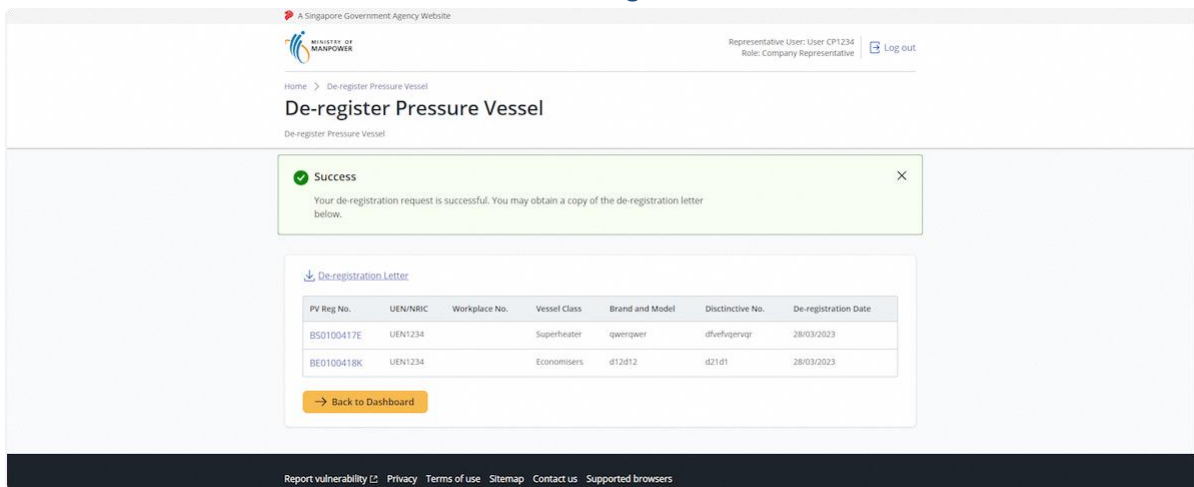 A Singapore Government Agency Website
MINISTRY OF
MANPOWER
Representative User: User CP1234
Role: Company Representative
Log out
Home > De-register Pressure Vessel
De-register Pressure Vessel
De-register Pressure Vessel
Success
Your de-registration request is successful. You may obtain a copy of the de-registration letter
below.
De-registration Letter
PV Reg No. UEN/NRIC Workplace No. Vessel Class Brand and Model Disctinctive No. De-registration Date
BS0100417E UEN1234 Superheater qwerqwer dfvefvqervqr 28/03/2023
BE0100418K UEN1234 Economisers d12d12 d21d1 28/03/2023
→ Back to Dashboard
Report vulnerability Privacy Terms of use Sitemap Contact us Supported browsers